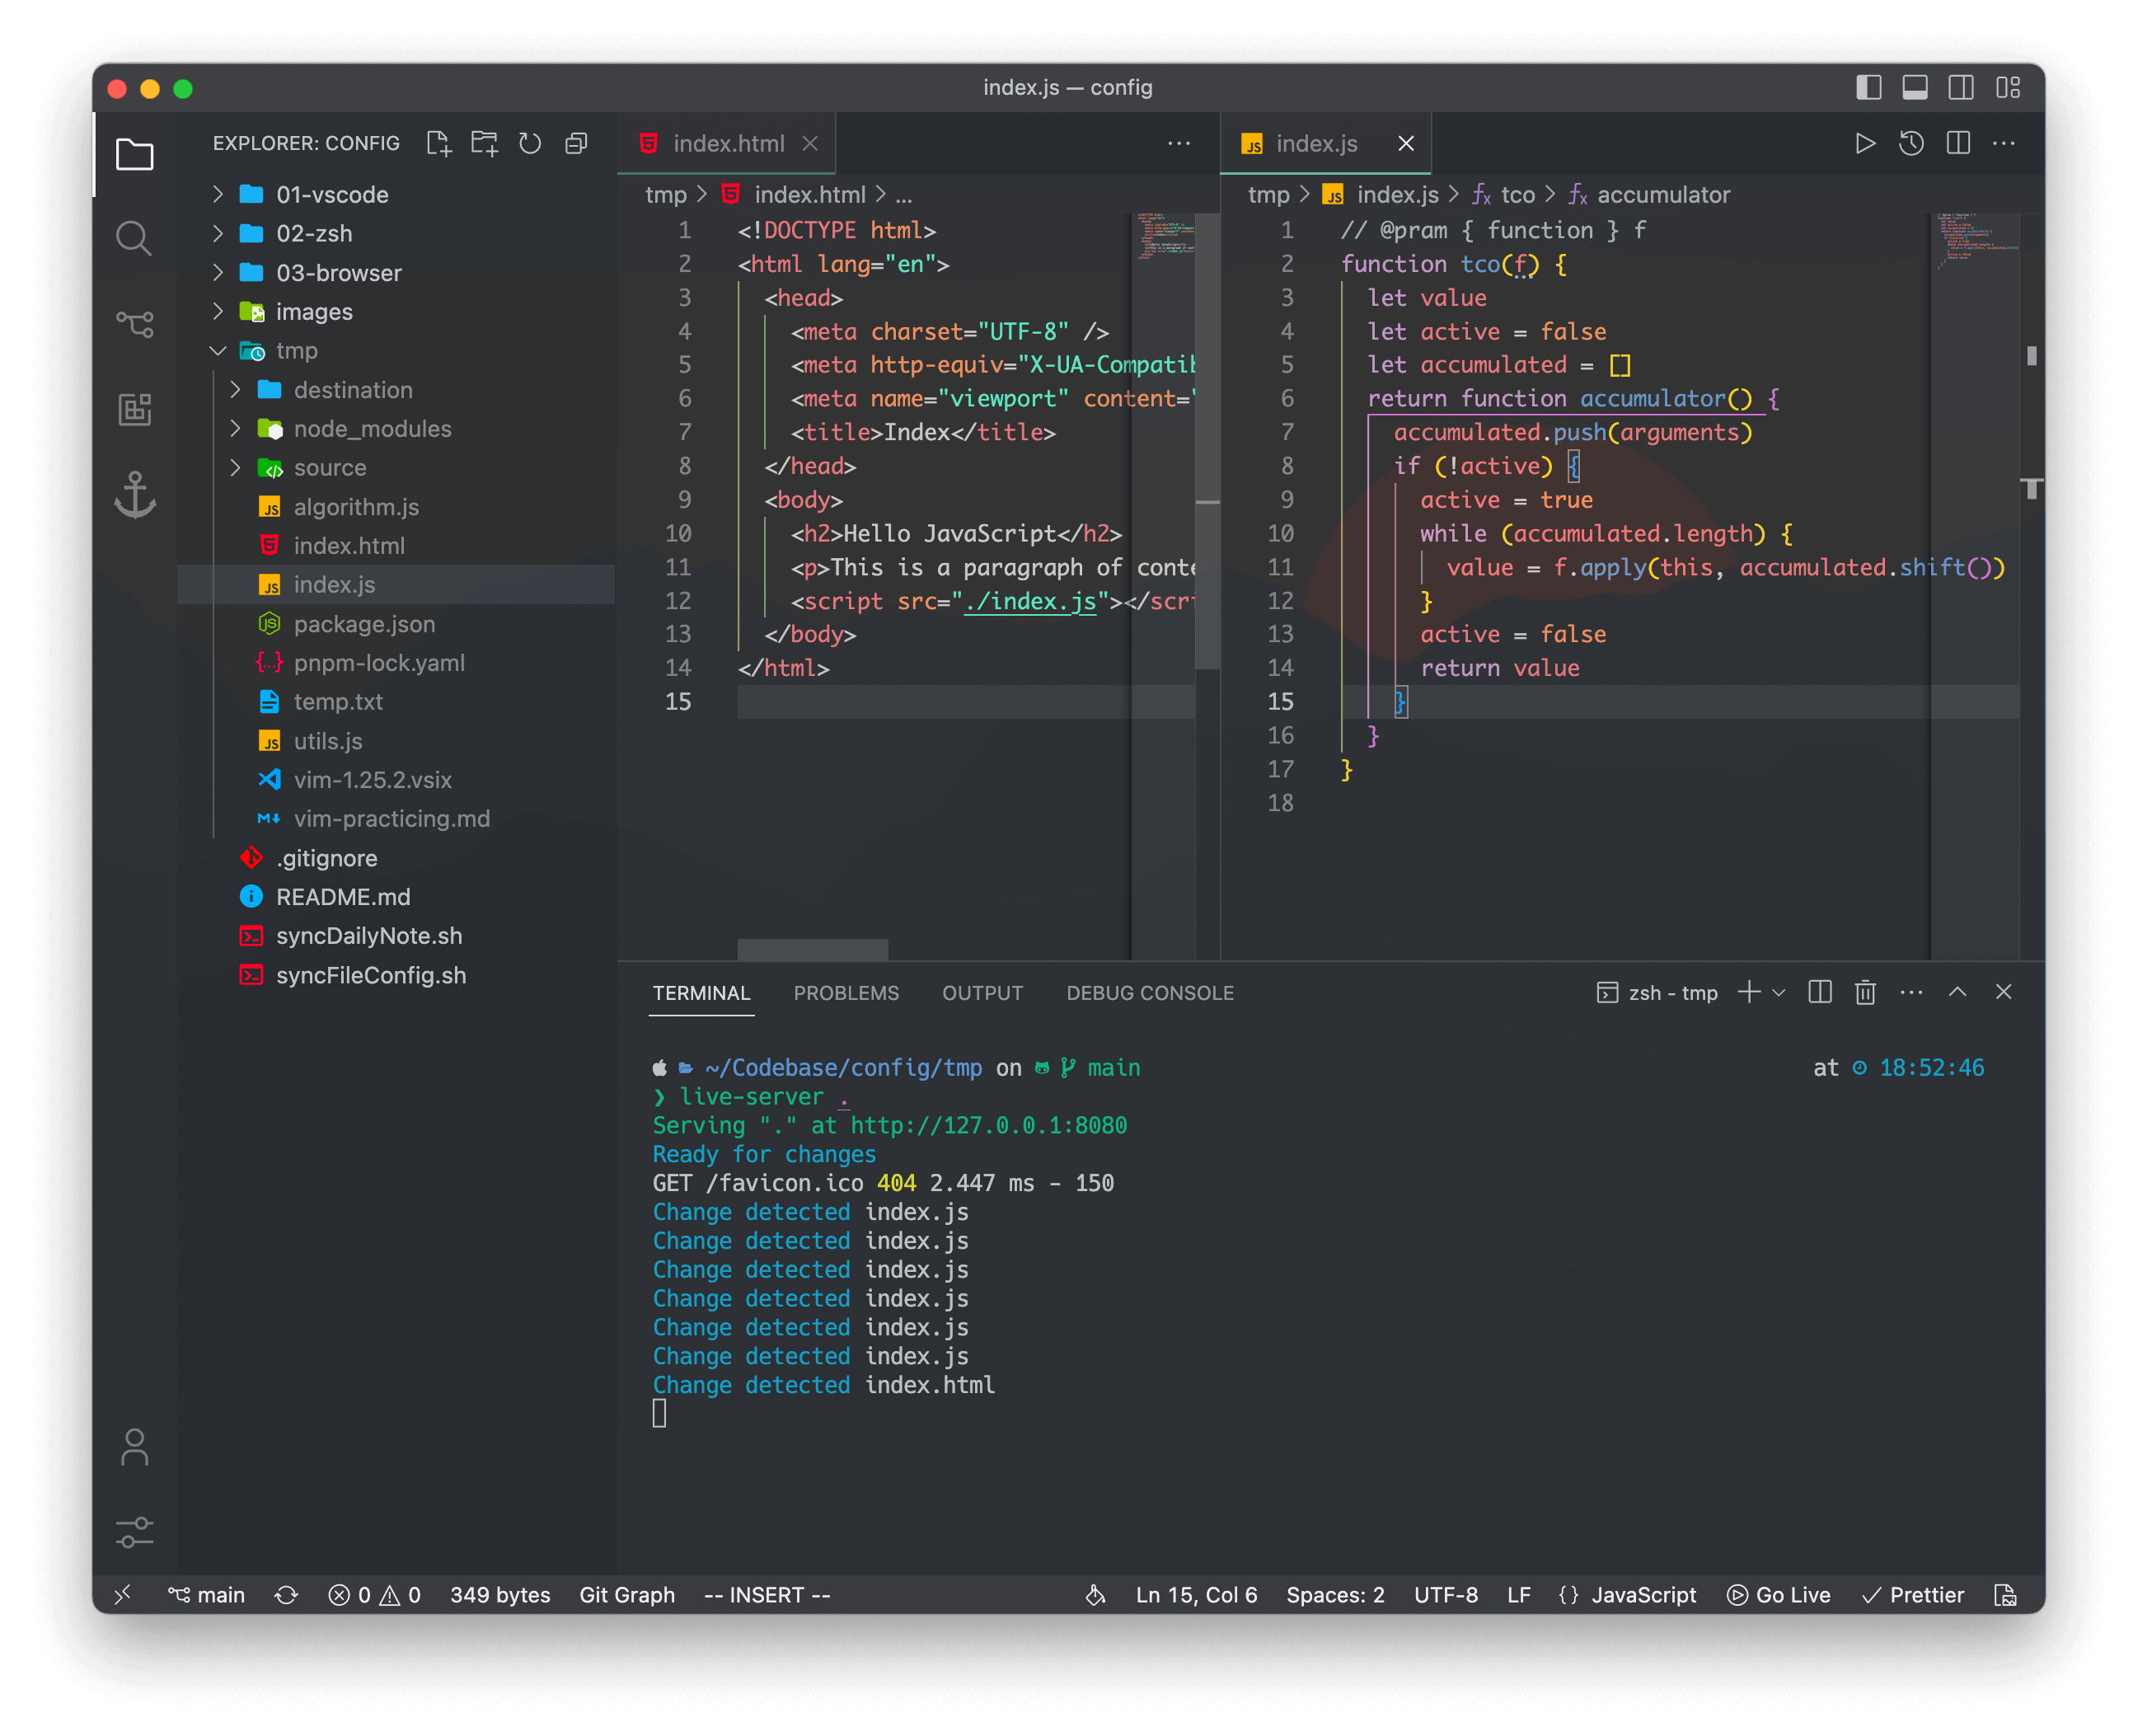 index.js — config
EXPLORER: CONFIG
01-vscode
02-zsh
03-browser
images
tmp
destination
node_modules
source
algorithm.js
index.html
index.js
package.json
pnpm-lock.yaml
temp.txt
utils.js
vim-1.25.2.vsix
vim-practicing.md
.gitignore
README.md
syncDailyNote.sh
syncFileConfig.sh
index.html
tmp > index.html > ...
1 <!DOCTYPE html>
2 <html lang="en">
3 <head>
4 <meta charset="UTF-8" />
5 <meta http-equiv="X-UA-Compatib
6 <meta name="viewport" content="
7 <title>Index</title>
8 </head>
9 <body>
10 <h2>Hello JavaScript</h2>
11 <p>This is a paragraph of conte
12 <script src="./index.js"></scri
13 </body>
14 </html>
15
index.js
tmp > index.js > tco > accumulator
1 // @pram { function } f
2 function tco(f) {
3 let value
4 let active = false
5 let accumulated = []
6 return function accumulator() {
7 accumulated.push(arguments)
8 if (!active) {
9 active = true
10 while (accumulated.length) {
11 value = f.apply(this, accumulated.shift())
12 }
13 active = false
14 return value
15 }
16 }
17 }
18
TERMINAL PROBLEMS OUTPUT DEBUG CONSOLE zsh - tmp
~/Codebase/config/tmp on main at 18:52:46
❯ live-server .
Serving "." at http://127.0.0.1:8080
Ready for changes
GET /favicon.ico 404 2.447 ms - 150
Change detected index.js
Change detected index.js
Change detected index.js
Change detected index.js
Change detected index.js
Change detected index.js
Change detected index.html
main 0 0 349 bytes Git Graph -- INSERT -- Ln 15, Col 6 Spaces: 2 UTF-8 LF {} JavaScript Go Live Prettier